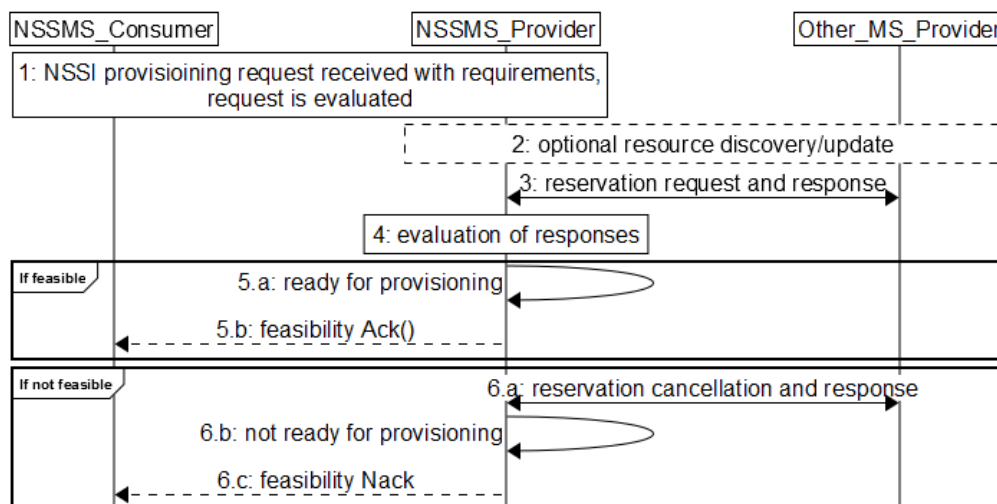 NSSMS_Consumer
NSSMS_Provider
Other_MS_Provider
1: NSSI provisioining request received with requirements,
request is evaluated
2: optional resource discovery/update
3: reservation request and response
4: evaluation of responses
If feasible
5.a: ready for provisioning
5.b: feasibility Ack()
If not feasible
6.a: reservation cancellation and response
6.b: not ready for provisioning
6.c: feasibility Nack